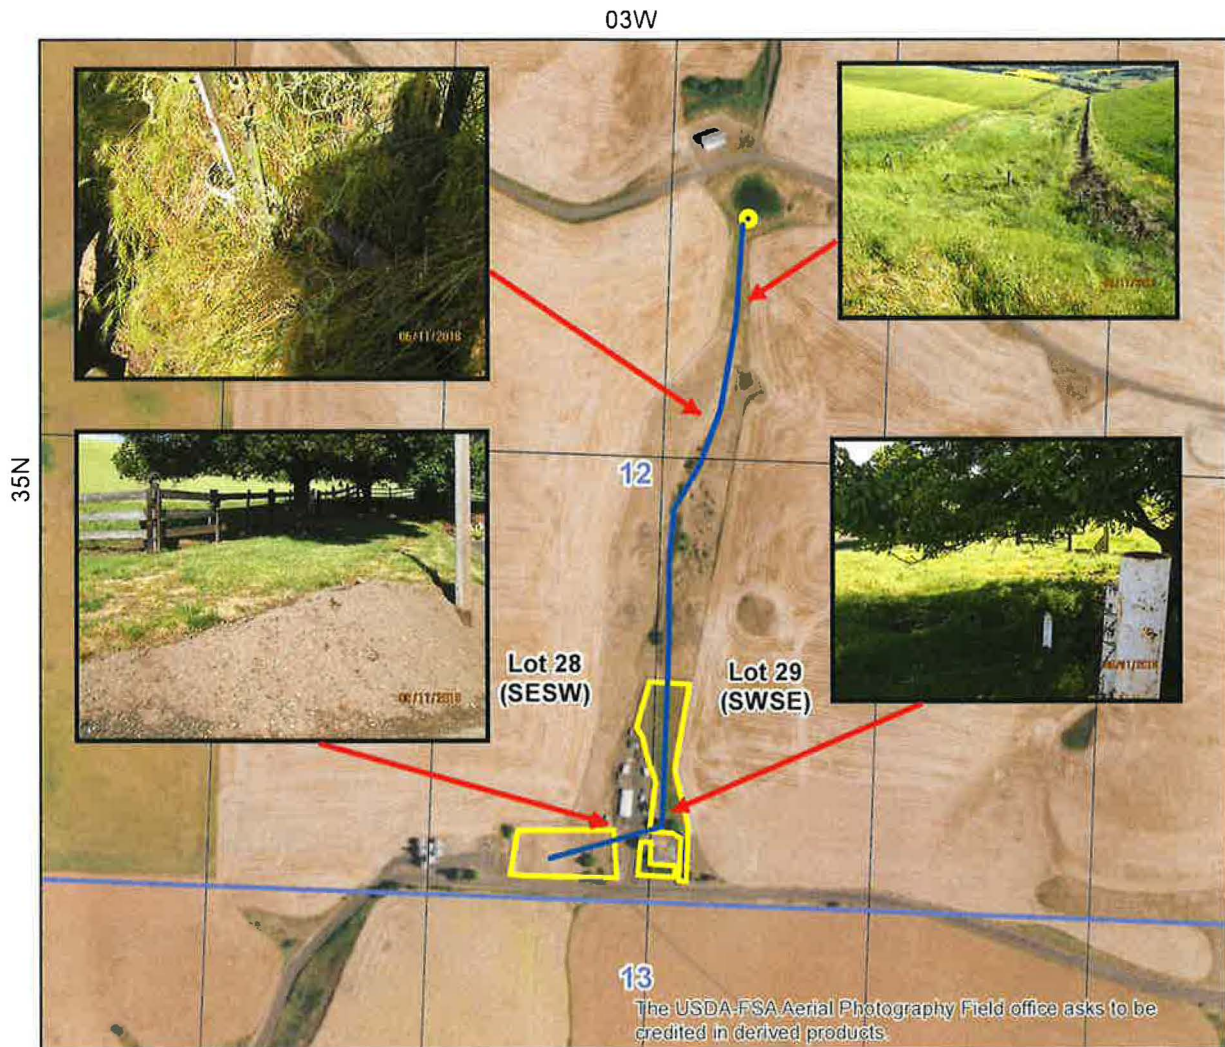 03W
35N
06/11/2018
06/11/2018
12
Lot 28
(SESW)
Lot 29
(SWSE)
13
The USDA-FSA Aerial Photography Field office asks to be
credited in derived products.